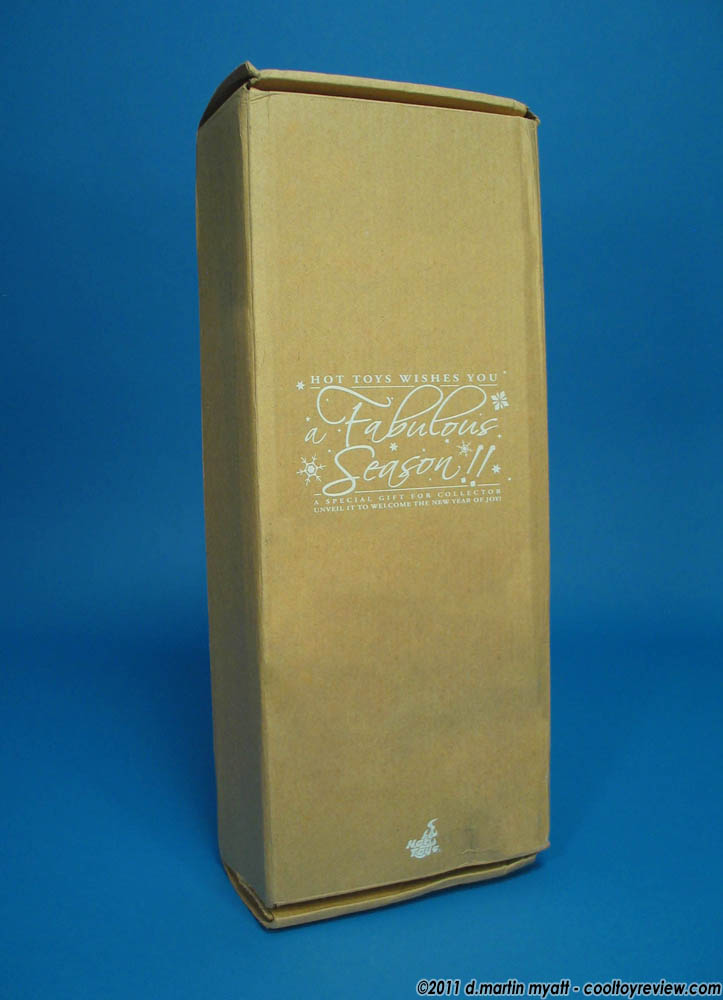 HOT TOYS WISHES YOU
a Fabulous
Season!!
A SPECIAL GIFT FOR COLLECTOR
UNVEIL IT TO WELCOME THE NEW YEAR OF JOY!
Hot Toys
©2011 d.martin myatt - cooltoyreview.com